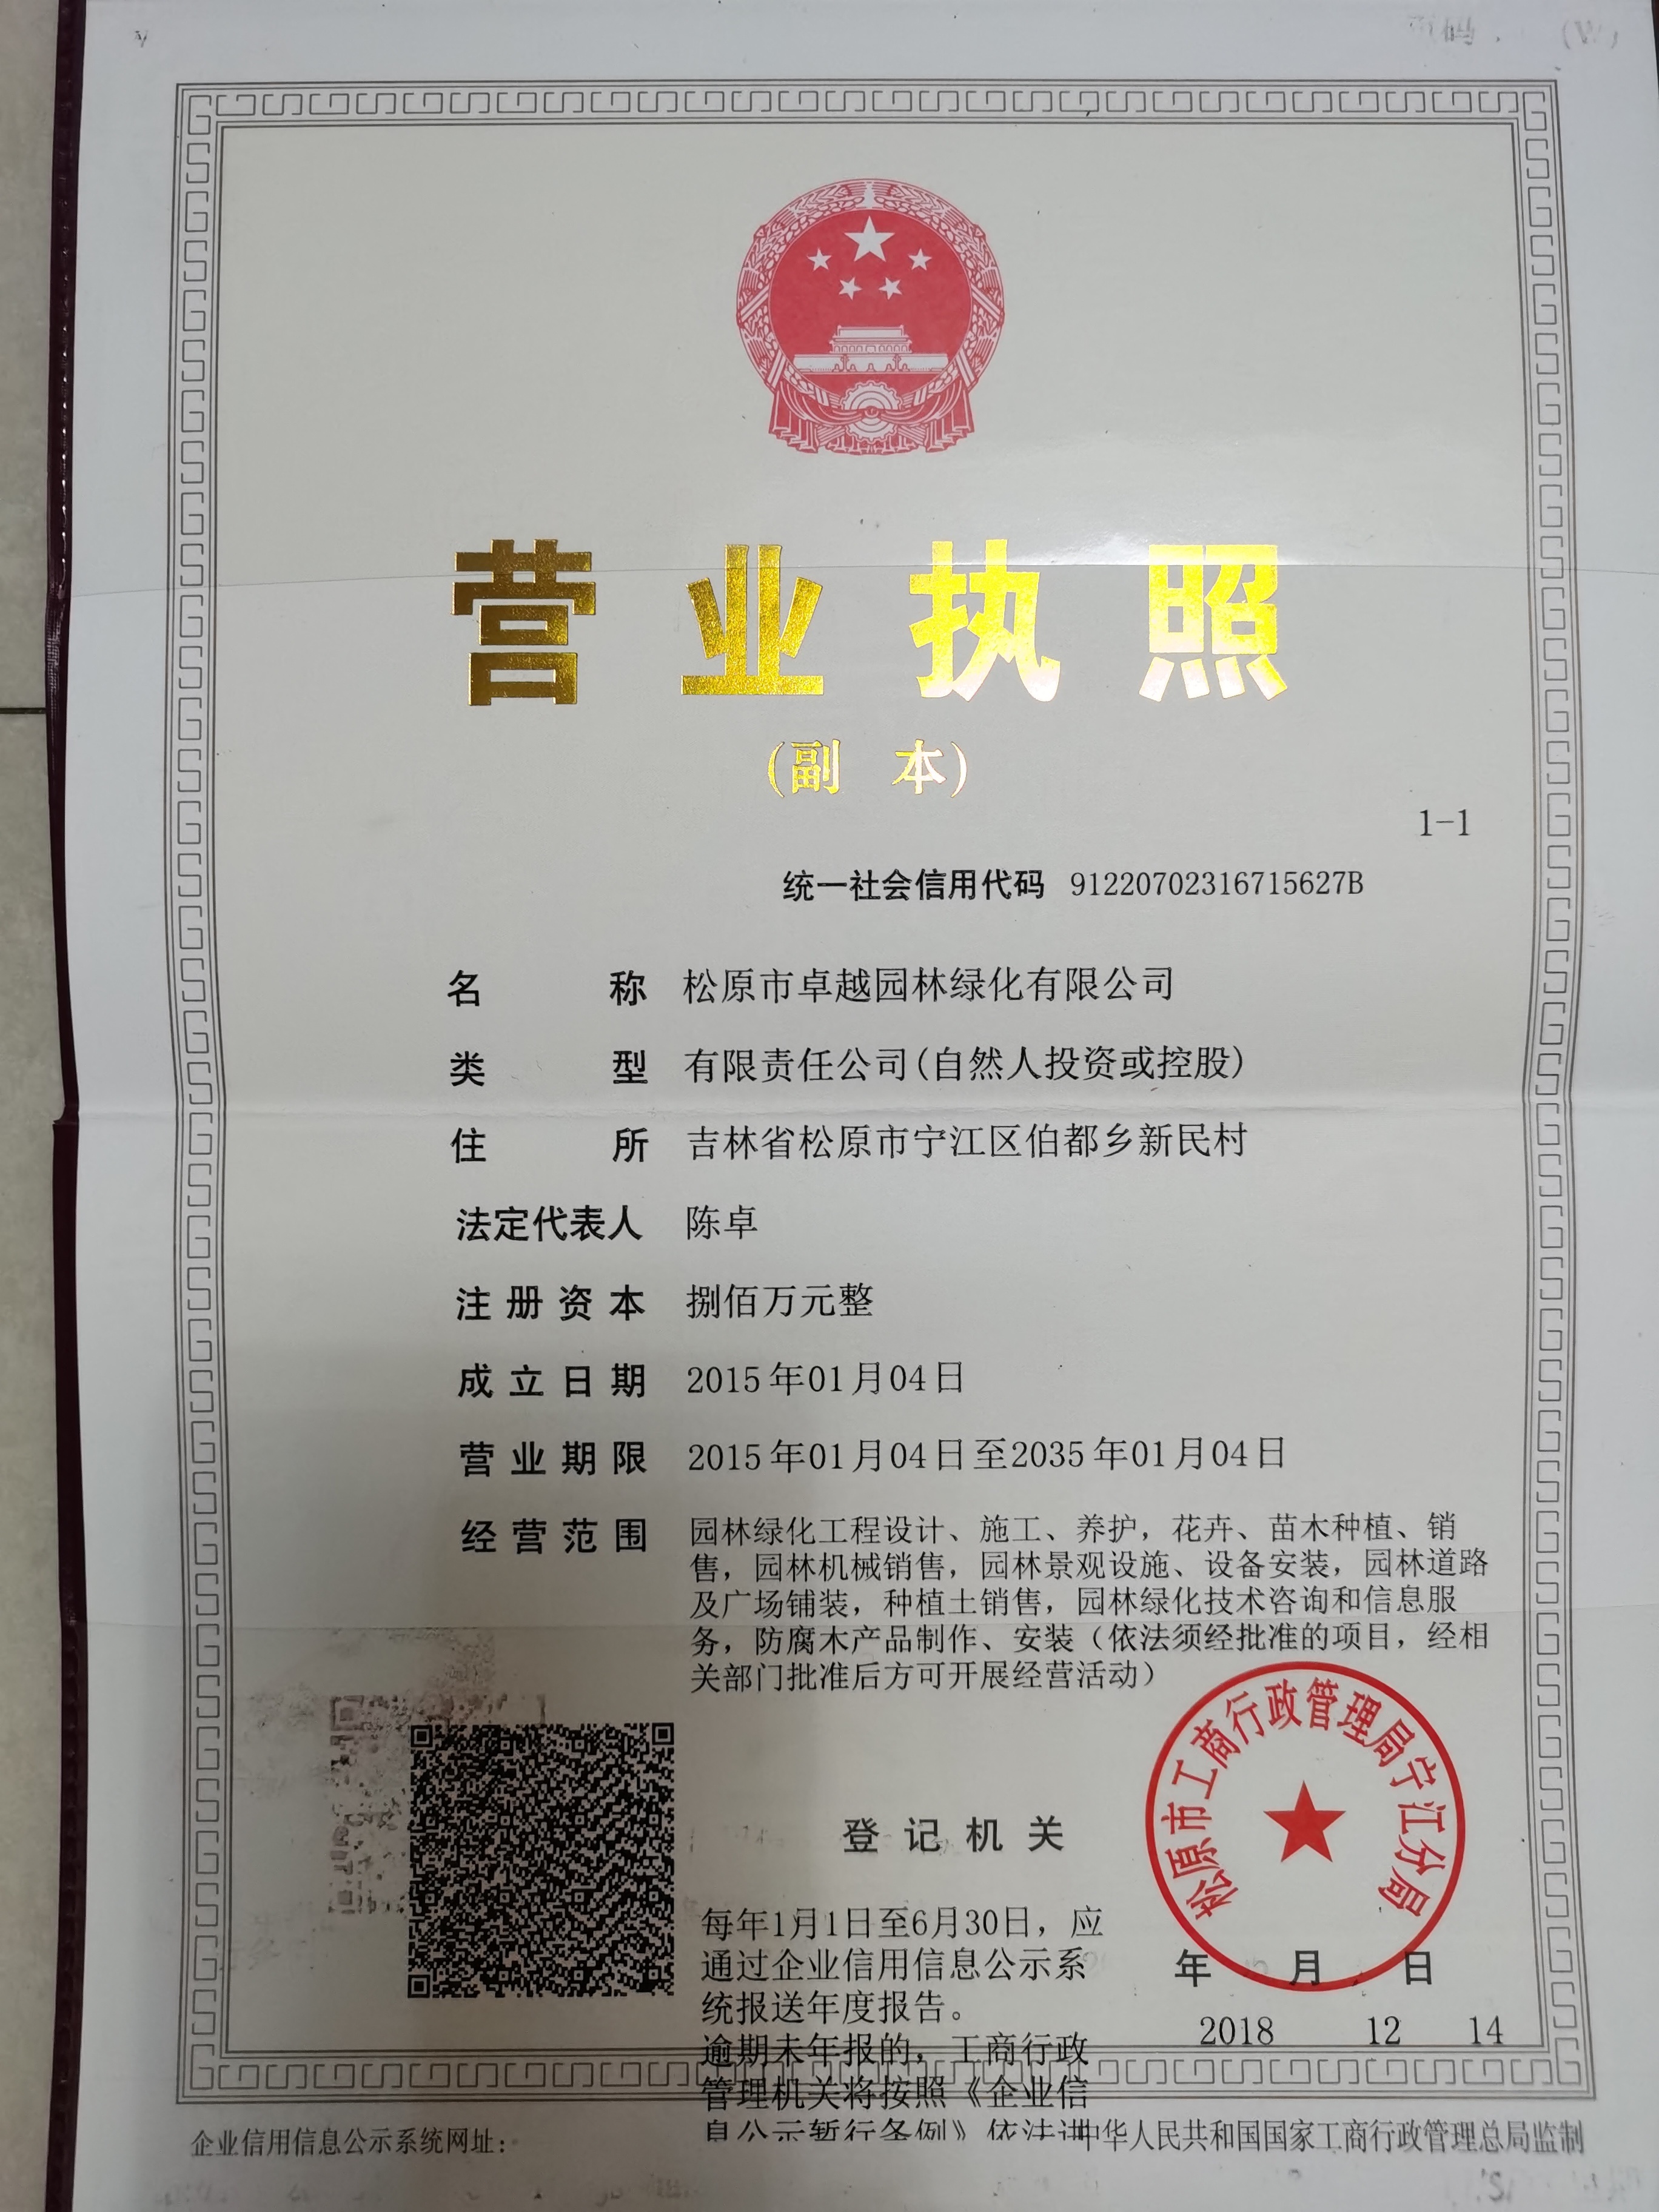 营业执照
(副 本)
1-1
统一社会信用代码 91220702316715627B
名 称 松原市卓越园林绿化有限公司
类 型 有限责任公司(自然人投资或控股)
住 所 吉林省松原市宁江区伯都乡新民村
法定代表人 陈卓
注册资本 捌佰万元整
成立日期 2015年01月04日
营业期限 2015年01月04日至2035年01月04日
经营范围 园林绿化工程设计、施工、养护，花卉、苗木种植、销
售，园林机械销售，园林景观设施、设备安装，园林道路
及广场铺装，种植土销售，园林绿化技术咨询和信息服
务，防腐木产品制作、安装（依法须经批准的项目，经相
关部门批准后方可开展经营活动）
松原市工商行政管理局宁江分局
登记机关
每年1月1日至6月30日，应
通过企业信用信息公示系
统报送年度报告。
逾期未年报的，工商行政
管理机关将按照《企业信
息公示暂行条例》依法进
年 月 日
2018 12 14
企业信用信息公示系统网址：
中华人民共和国国家工商行政管理总局监制